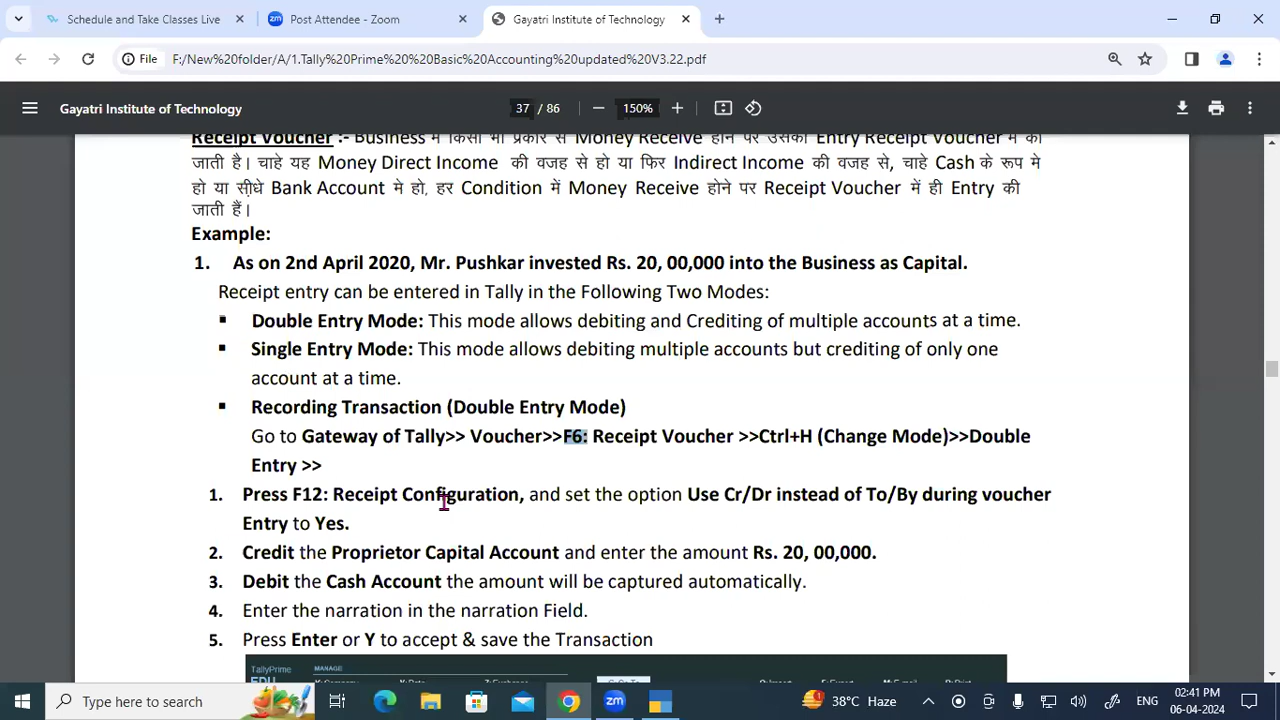 Schedule and Take Classes Live
Post Attendee - Zoom
Gayatri Institute of Technology
File
F:/New%20folder/A/1.Tally%20Prime%20%20Basic%20Accounting%20updated%20V3.22.pdf
Gayatri Institute of Technology
37 / 86
150%
Receipt Voucher :- Business में किसी भी प्रकार से Money Receive होने पर उसकी Entry Receipt Voucher में की
जाती है। चाहे यह Money Direct Income की वजह से हो या फिर Indirect Income की वजह से, चाहे Cash के रूप मे
हो या सीधे Bank Account मे हो, हर Condition में Money Receive होने पर Receipt Voucher में ही Entry की
जाती हैं।
Example:
1. As on 2nd April 2020, Mr. Pushkar invested Rs. 20, 00,000 into the Business as Capital.
Receipt entry can be entered in Tally in the Following Two Modes:
▪ Double Entry Mode: This mode allows debiting and Crediting of multiple accounts at a time.
▪ Single Entry Mode: This mode allows debiting multiple accounts but crediting of only one
account at a time.
▪ Recording Transaction (Double Entry Mode)
Go to Gateway of Tally>> Voucher>>F6: Receipt Voucher >>Ctrl+H (Change Mode)>>Double
Entry >>
1. Press F12: Receipt Configuration, and set the option Use Cr/Dr instead of To/By during voucher
Entry to Yes.
2. Credit the Proprietor Capital Account and enter the amount Rs. 20, 00,000.
3. Debit the Cash Account the amount will be captured automatically.
4. Enter the narration in the narration Field.
5. Press Enter or Y to accept & save the Transaction
TallyPrime
MANAGE
EDU
Type here to search
38°C Haze
ENG
02:41 PM
06-04-2024